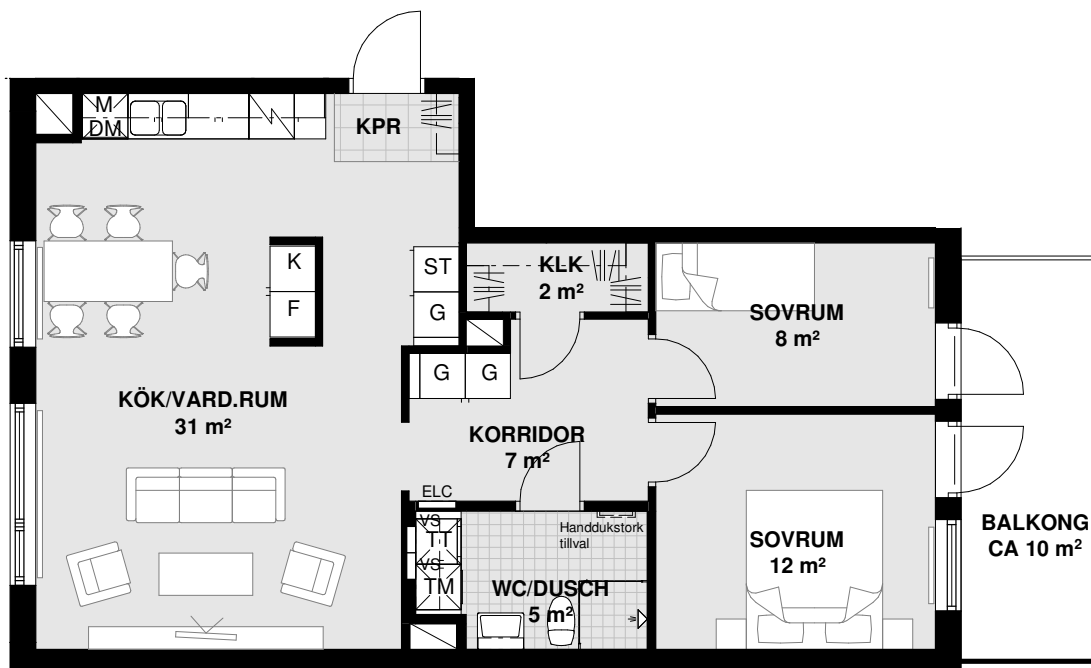 M
DM
KPR
K
F
ST
G
KLK
2 m²
SOVRUM
8 m²
G
G
KÖK/VARD.RUM
31 m²
KORRIDOR
7 m²
ELC
VS
TT
VS
TM
Handdukstork
tillval
WC/DUSCH
5 m²
SOVRUM
12 m²
BALKONG
CA 10 m²